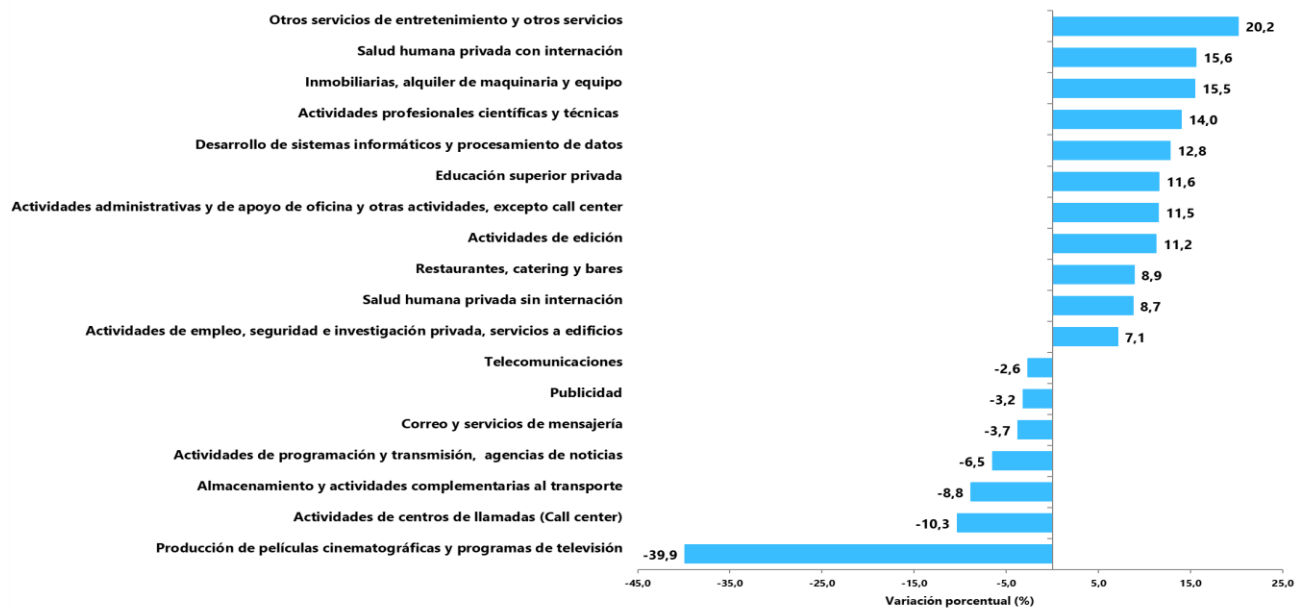 Otros servicios de entretenimiento y otros servicios 20,2
Salud humana privada con internación 15,6
Inmobiliarias, alquiler de maquinaria y equipo 15,5
Actividades profesionales científicas y técnicas 14,0
Desarrollo de sistemas informáticos y procesamiento de datos 12,8
Educación superior privada 11,6
Actividades administrativas y de apoyo de oficina y otras actividades, excepto call center 11,5
Actividades de edición 11,2
Restaurantes, catering y bares 8,9
Salud humana privada sin internación 8,7
Actividades de empleo, seguridad e investigación privada, servicios a edificios 7,1
Telecomunicaciones -2,6
Publicidad -3,2
Correo y servicios de mensajería -3,7
Actividades de programación y transmisión, agencias de noticias -6,5
Almacenamiento y actividades complementarias al transporte -8,8
Actividades de centros de llamadas (Call center) -10,3
Producción de películas cinematográficas y programas de televisión -39,9
-45,0 -35,0 -25,0 -15,0 -5,0 5,0 15,0 25,0
Variación porcentual (%)